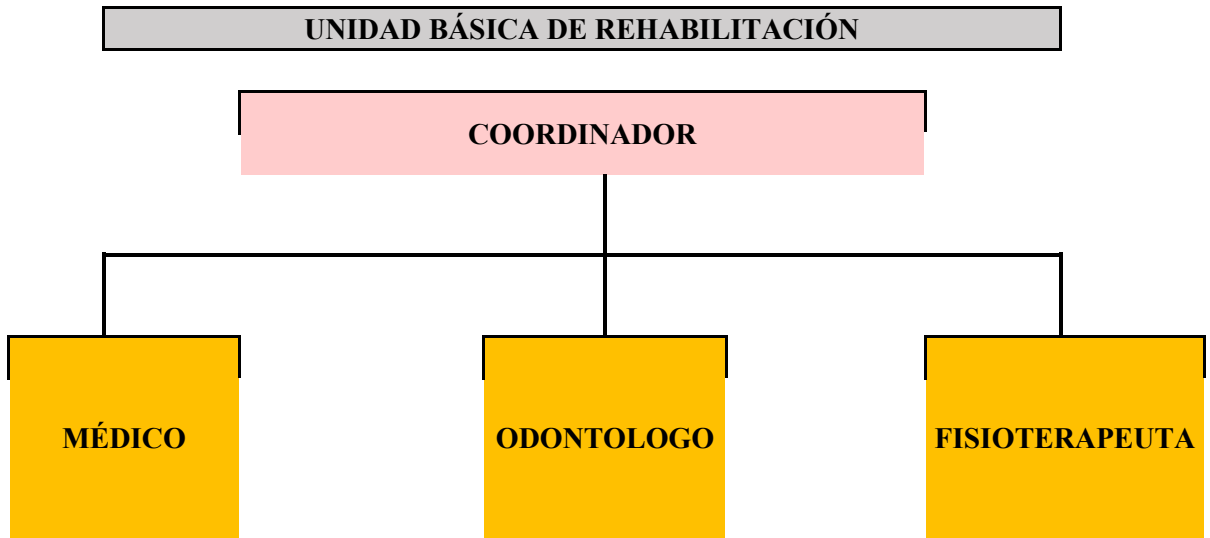 UNIDAD BÁSICA DE REHABILITACIÓN
COORDINADOR
MÉDICO
ODONTOLOGO
FISIOTERAPEUTA